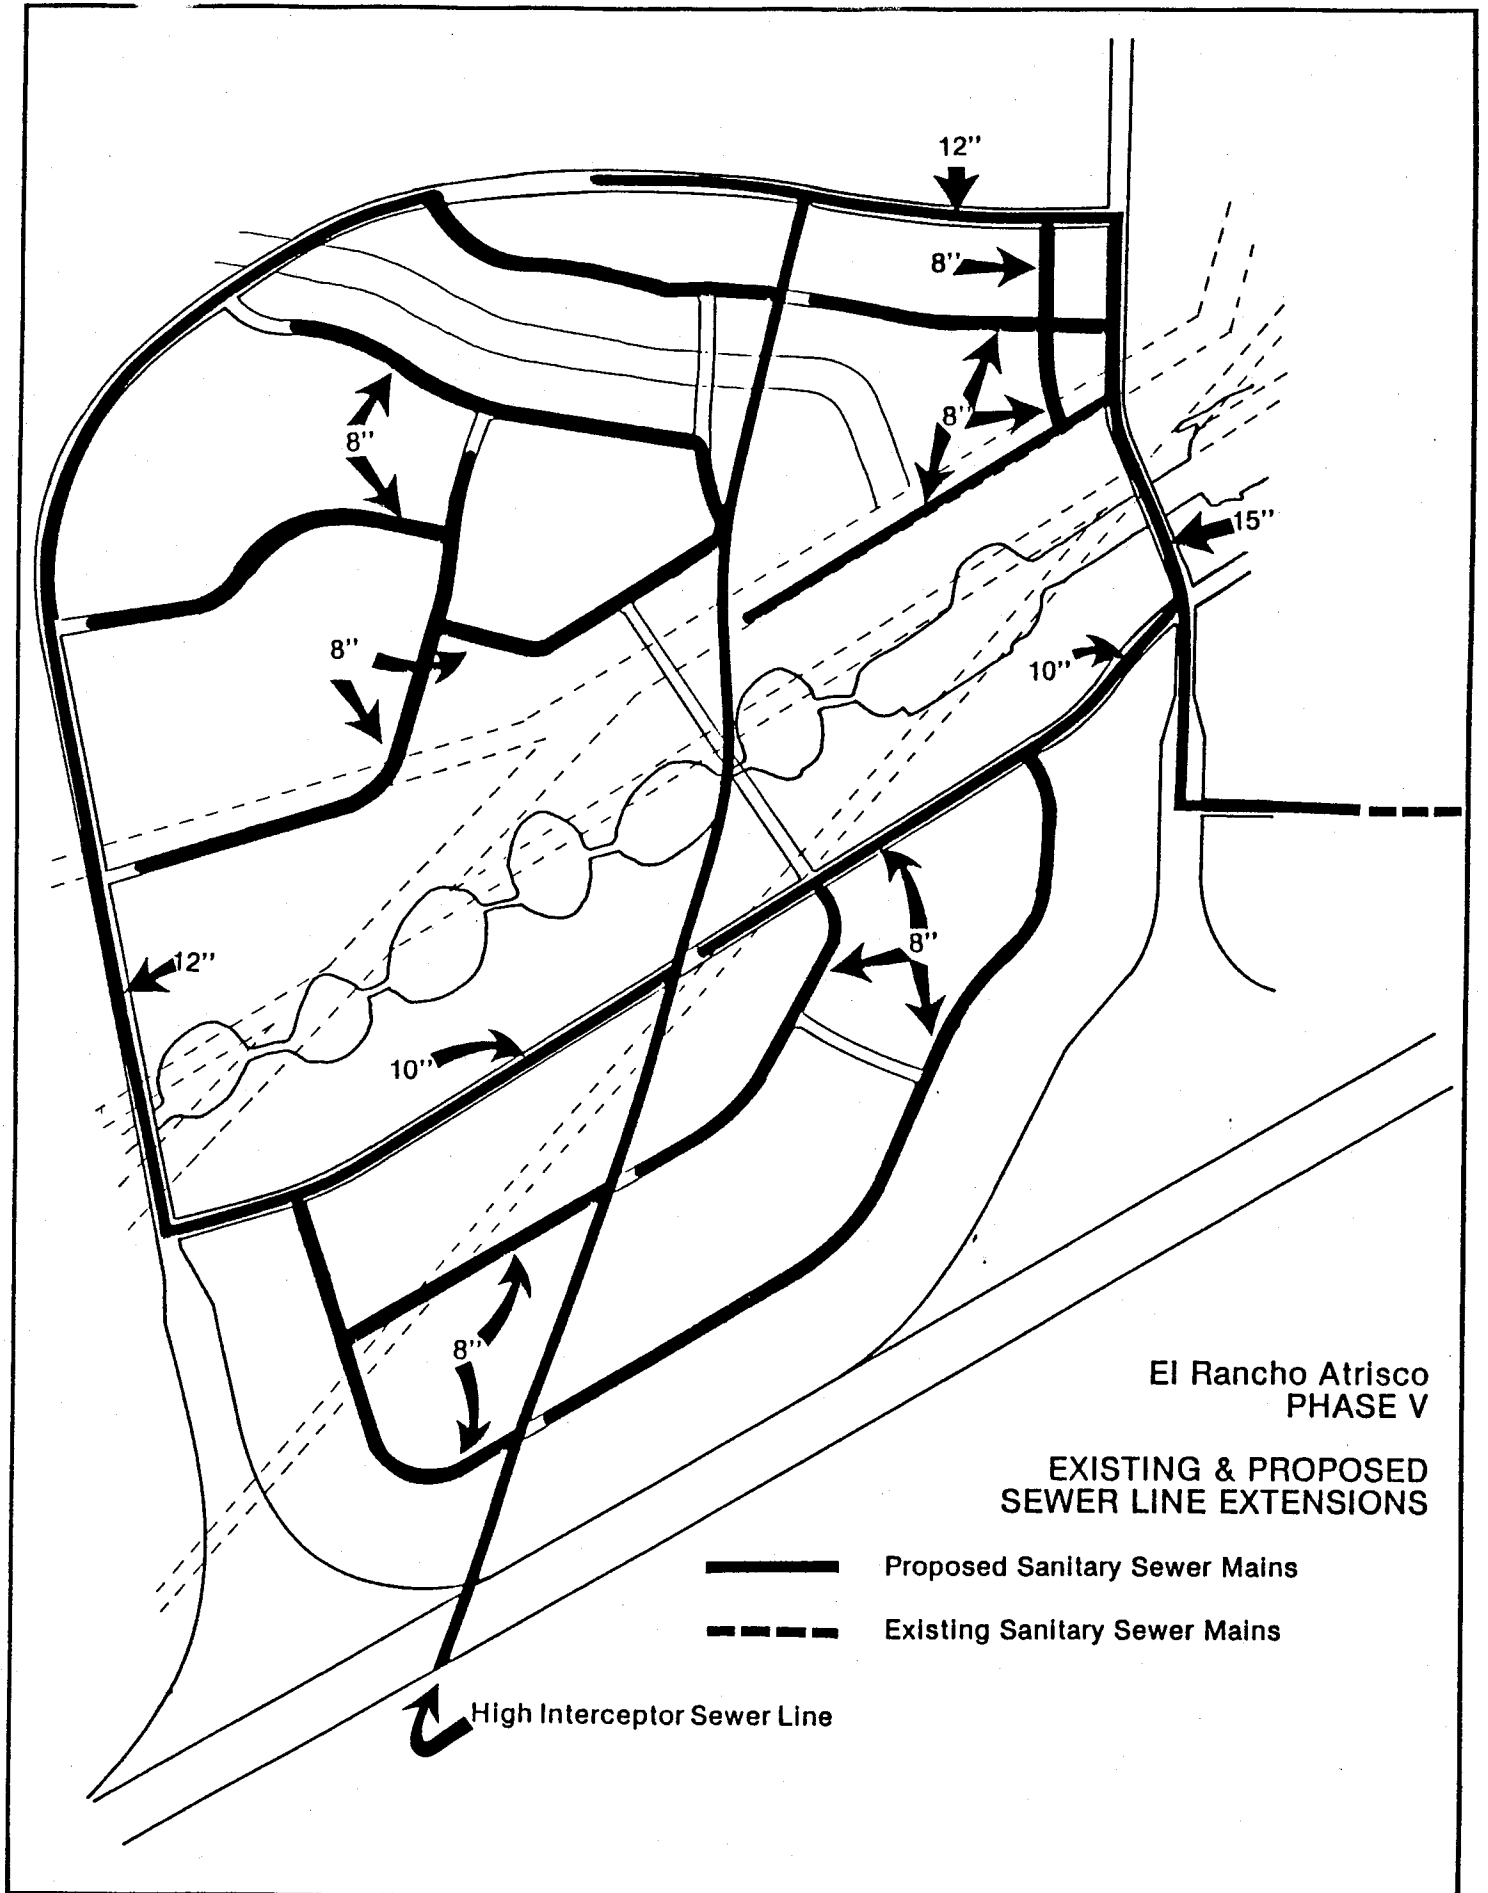 12"
8"
8"
8"
15"
8"
10"
8"
12"
10"
8"
El Rancho Atrisco
PHASE V
EXISTING & PROPOSED
SEWER LINE EXTENSIONS
Proposed Sanitary Sewer Mains
Existing Sanitary Sewer Mains
High Interceptor Sewer Line